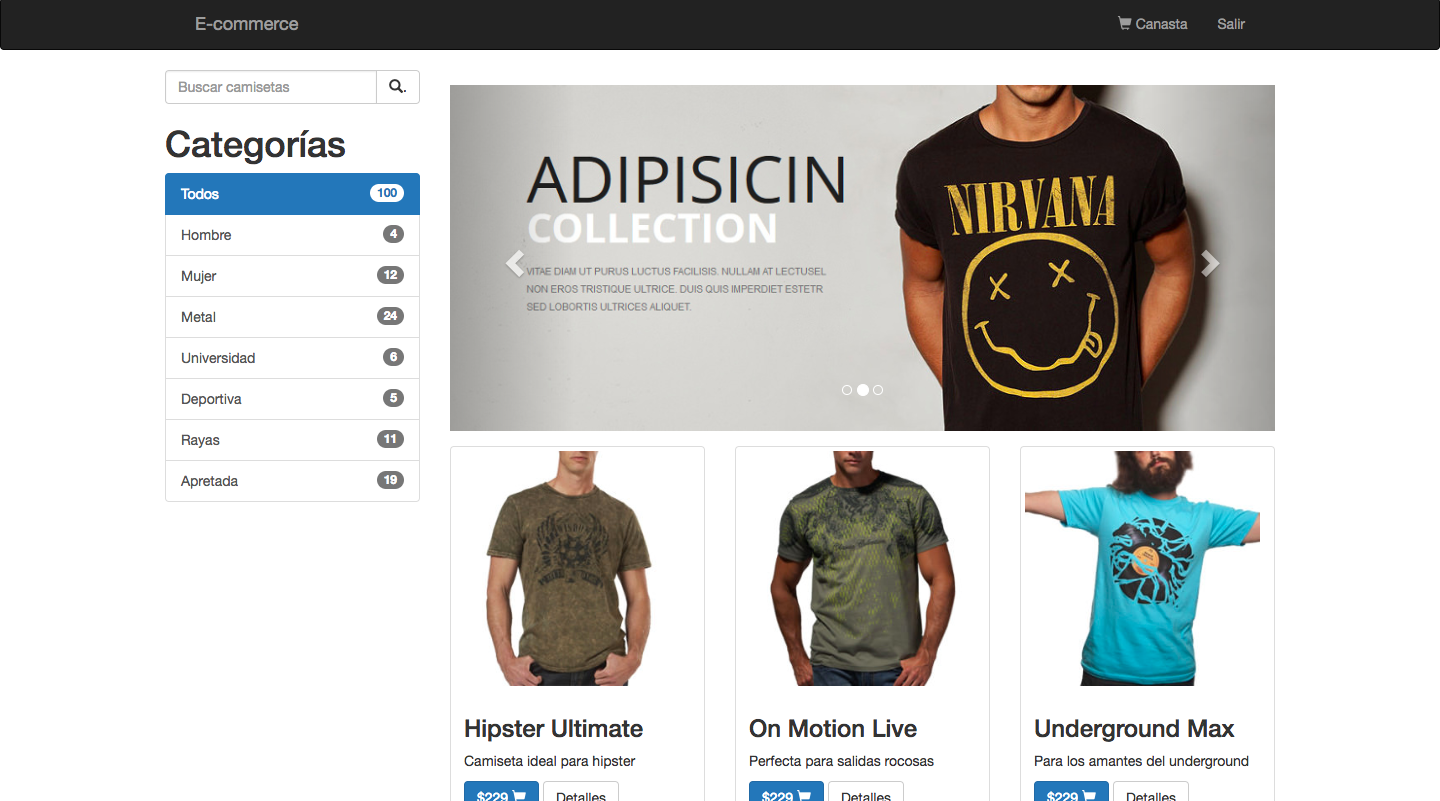 E-commerce
Canasta
Salir
Buscar camisetas
Categorías
Todos 100
Hombre 4
Mujer 12
Metal 24
Universidad 6
Deportiva 5
Rayas 11
Apretada 19
ADIPISICIN
COLLECTION
VITAE DIAM UT PURUS LUCTUS FACILISIS. NULLAM AT LECTUSEL
NON EROS TRISTIQUE ULTRICE. DUIS QUIS IMPERDIET ESTETR
SED LOBORTIS ULTRICES ALIQUET.
NIRVANA
Hipster Ultimate
Camiseta ideal para hipster
$229 Detalles
On Motion Live
Perfecta para salidas rocosas
$229 Detalles
Underground Max
Para los amantes del underground
$229 Detalles